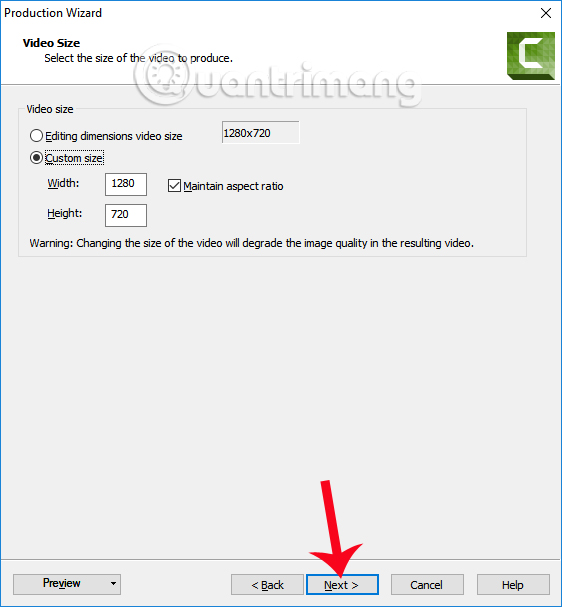 Production Wizard
Video Size
Select the size of the video to produce.
Quantrimang
Video size
Editing dimensions video size 1280x720
Custom size
Width: 1280 Maintain aspect ratio
Height: 720
Warning: Changing the size of the video will degrade the image quality in the resulting video.
Preview < Back Next > Cancel Help